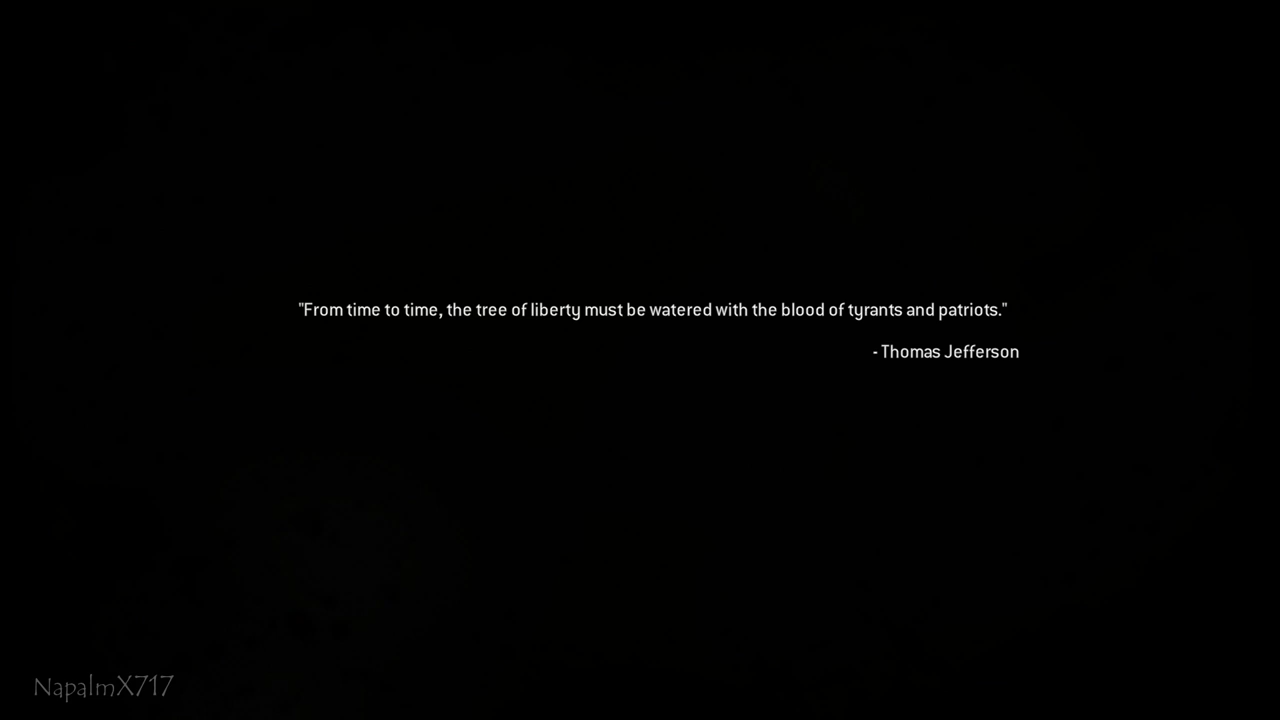 "From time to time, the tree of liberty must be watered with the blood of tyrants and patriots."
- Thomas Jefferson
NapalmX717